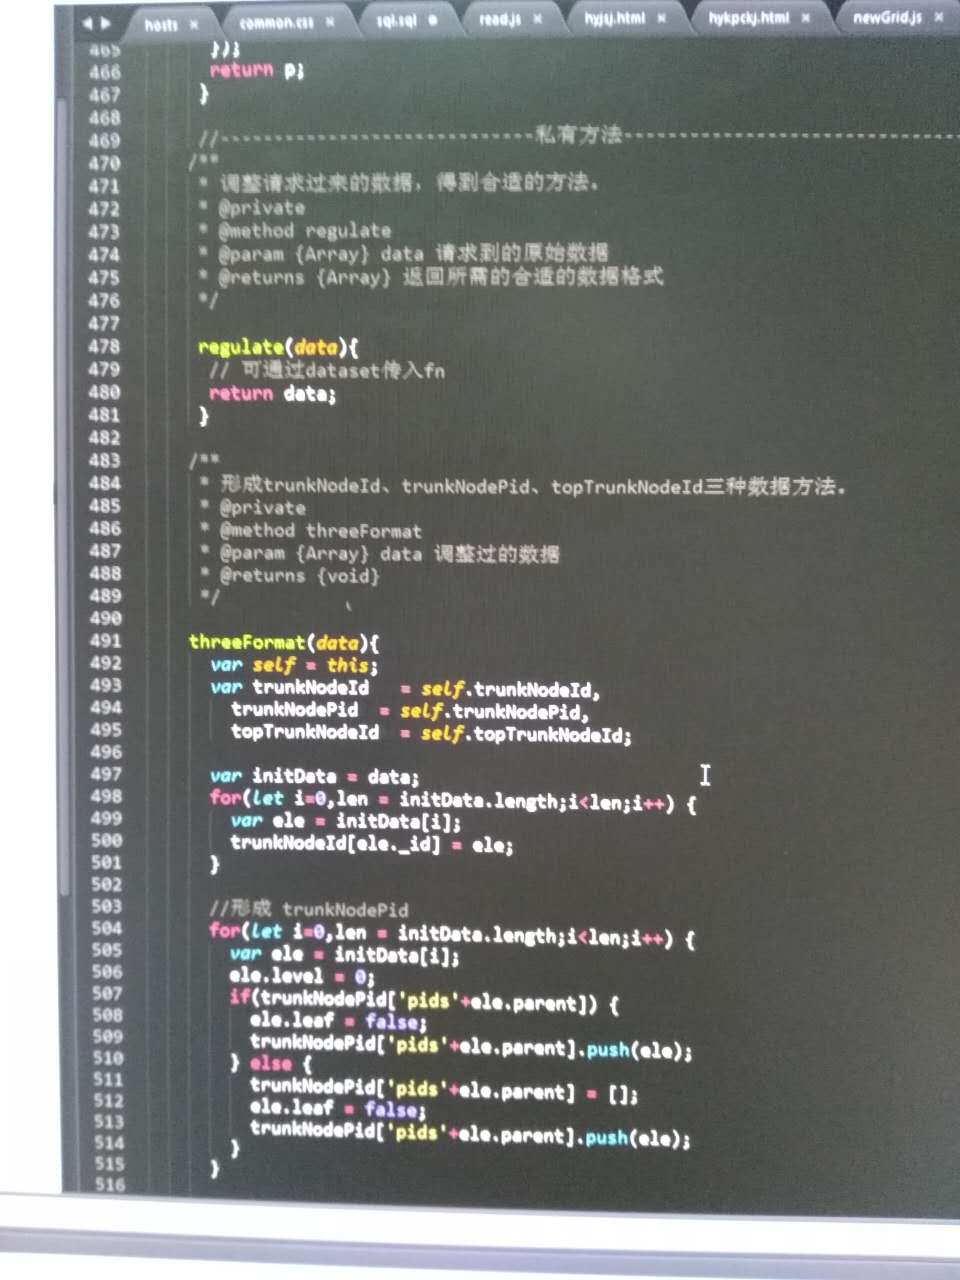 hosts × common.css × sql.sql ● read.js × hyjsj.html × hykpckj.html × newGrid.js ×
465 });
466 return p;
467 }
468
469 //-----------------------------私有方法-------------------------------
470 /**
471 * 调整请求过来的数据，得到合适的方法。
472 * @private
473 * @method regulate
474 * @param {Array} data 请求到的原始数据
475 * @returns {Array} 返回所需的合适的数据格式
476 */
477
478 regulate(data){
479 // 可通过dataset传入fn
480 return data;
481 }
482
483 /**
484 * 形成trunkNodeId、trunkNodePid、topTrunkNodeId三种数据方法。
485 * @private
486 * @method threeFormat
487 * @param {Array} data 调整过的数据
488 * @returns {void}
489 */
490
491 threeFormat(data){
492 var self = this;
493 var trunkNodeId = self.trunkNodeId,
494 trunkNodePid = self.trunkNodePid,
495 topTrunkNodeId = self.topTrunkNodeId;
496
497 var initData = data;
498 for(let i=0,len = initData.length;i<len;i++) {
499 var ele = initData[i];
500 trunkNodeId[ele._id] = ele;
501 }
502
503 //形成 trunkNodePid
504 for(let i=0,len = initData.length;i<len;i++) {
505 var ele = initData[i];
506 ele.level = 0;
507 if(trunkNodePid['pids'+ele.parent]) {
508 ele.leaf = false;
509 trunkNodePid['pids'+ele.parent].push(ele);
510 } else {
511 trunkNodePid['pids'+ele.parent] = [];
512 ele.leaf = false;
513 trunkNodePid['pids'+ele.parent].push(ele);
514 }
515 }
516